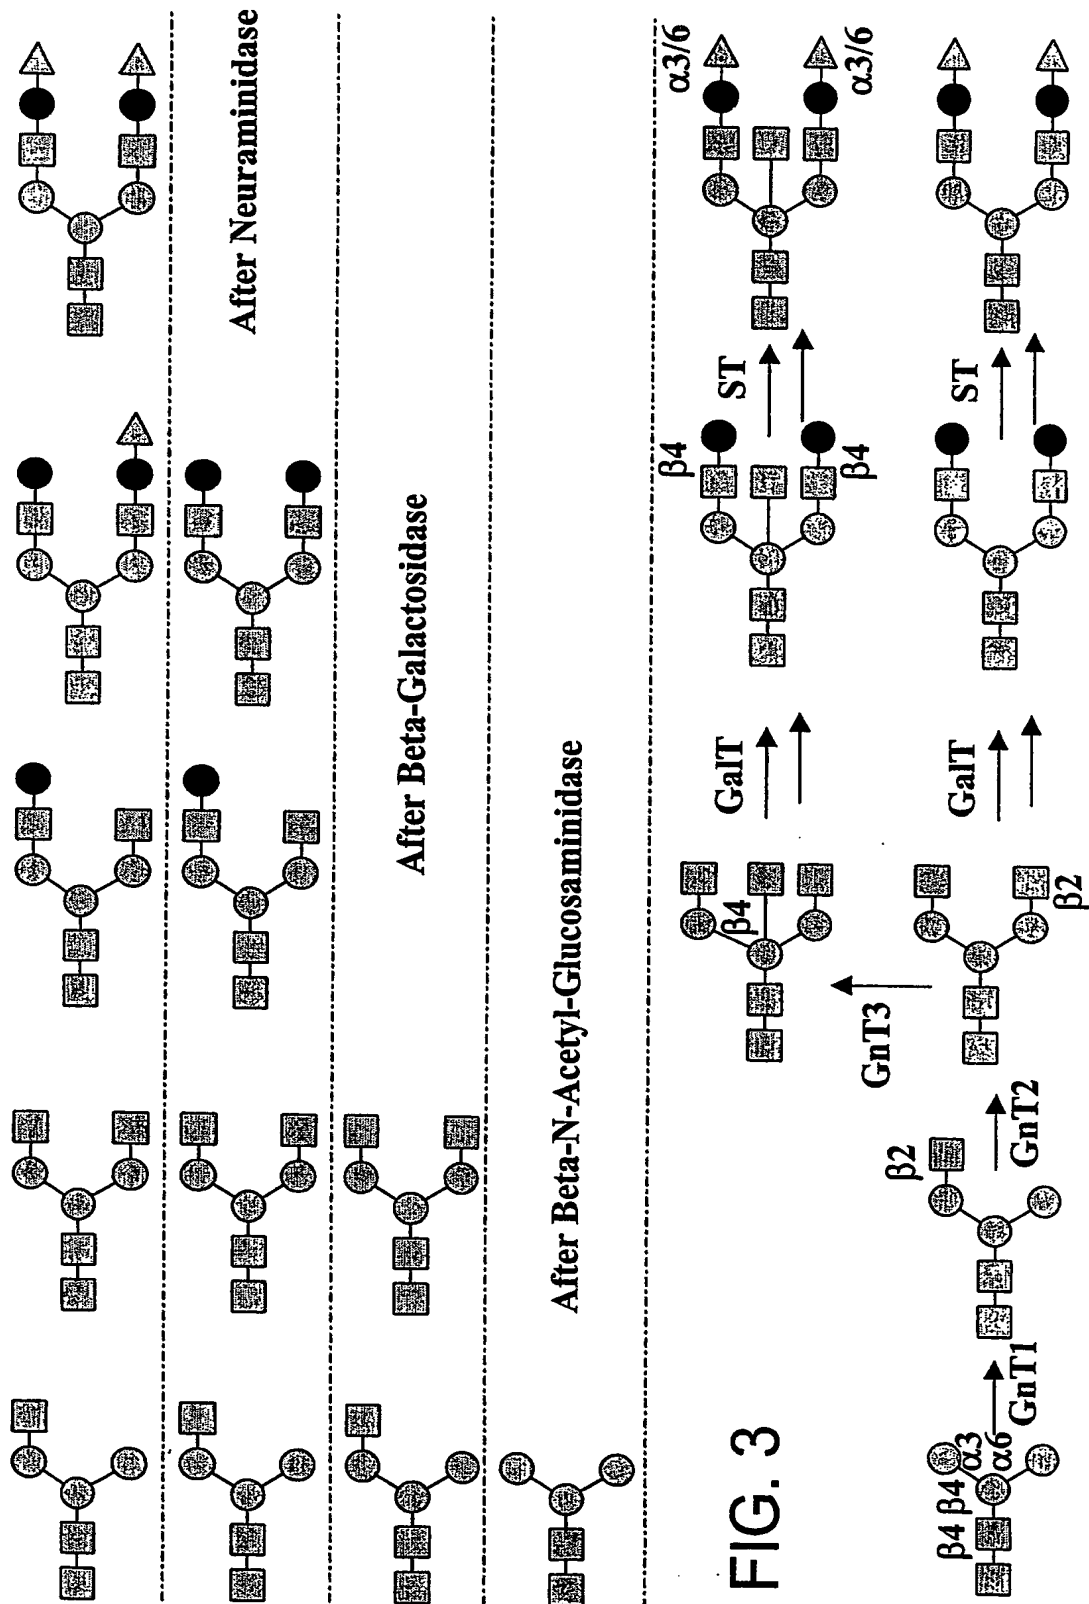 After Neuraminidase
After Beta-Galactosidase
After Beta-N-Acetyl-Glucosaminidase
FIG. 3
β4 β4
α3
α6
GnT1
β2
GnT2
GnT3
β4
β2
GalT
GalT
β4
β4
ST
ST
α3/6
α3/6